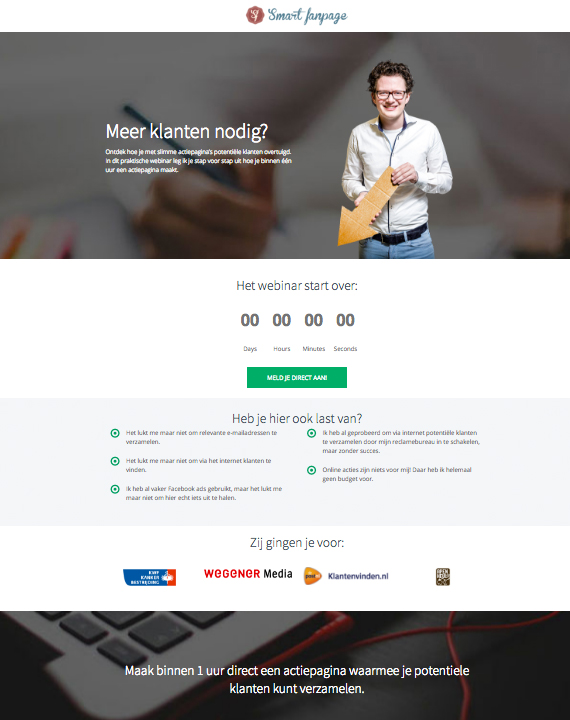 Smart fanpage
Meer klanten nodig?
Ontdek hoe je met slimme actiepagina's potentiële klanten overtuigd.
In dit praktische webinar leg ik je stap voor stap uit hoe je binnen één
uur een actiepagina maakt.
Het webinar start over:
00 00 00 00
Days Hours Minutes Seconds
MELD JE DIRECT AAN!
Heb je hier ook last van?
Het lukt me maar niet om relevante e-mailadressen te
verzamelen.
Het lukt me maar niet om via het internet klanten te
vinden.
Ik heb al vaker Facebook ads gebruikt, maar het lukt me
maar niet om hier echt iets uit te halen.
Ik heb al geprobeerd om via internet potentiële klanten
te verzamelen door mijn reclamebureau in te schakelen,
maar zonder succes.
Online acties zijn niets voor mij! Daar heb ik helemaal
geen budget voor.
Zij gingen je voor:
KWF
KANKER
BESTRIJDING
WEGENER Media
Klantenvinden.nl
Maak binnen 1 uur direct een actiepagina waarmee je potentiele
klanten kunt verzamelen.